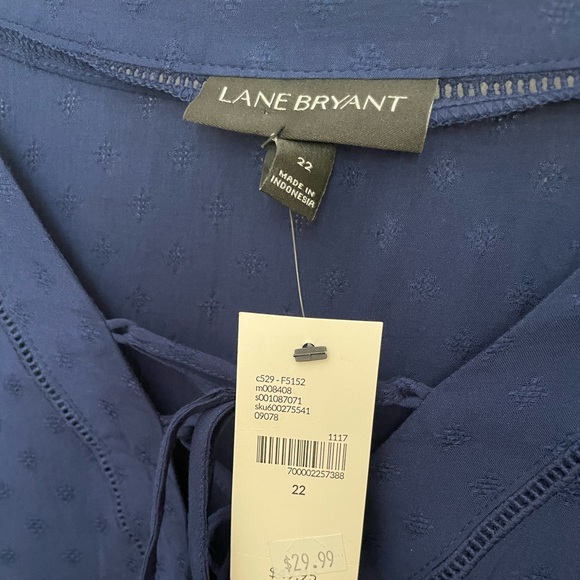 LANE BRYANT
22
MADE IN
INDONESIA
c529 - F5152
m008408
s001087071
sku600275541
09078
1117
700002257388
22
$29.99
$